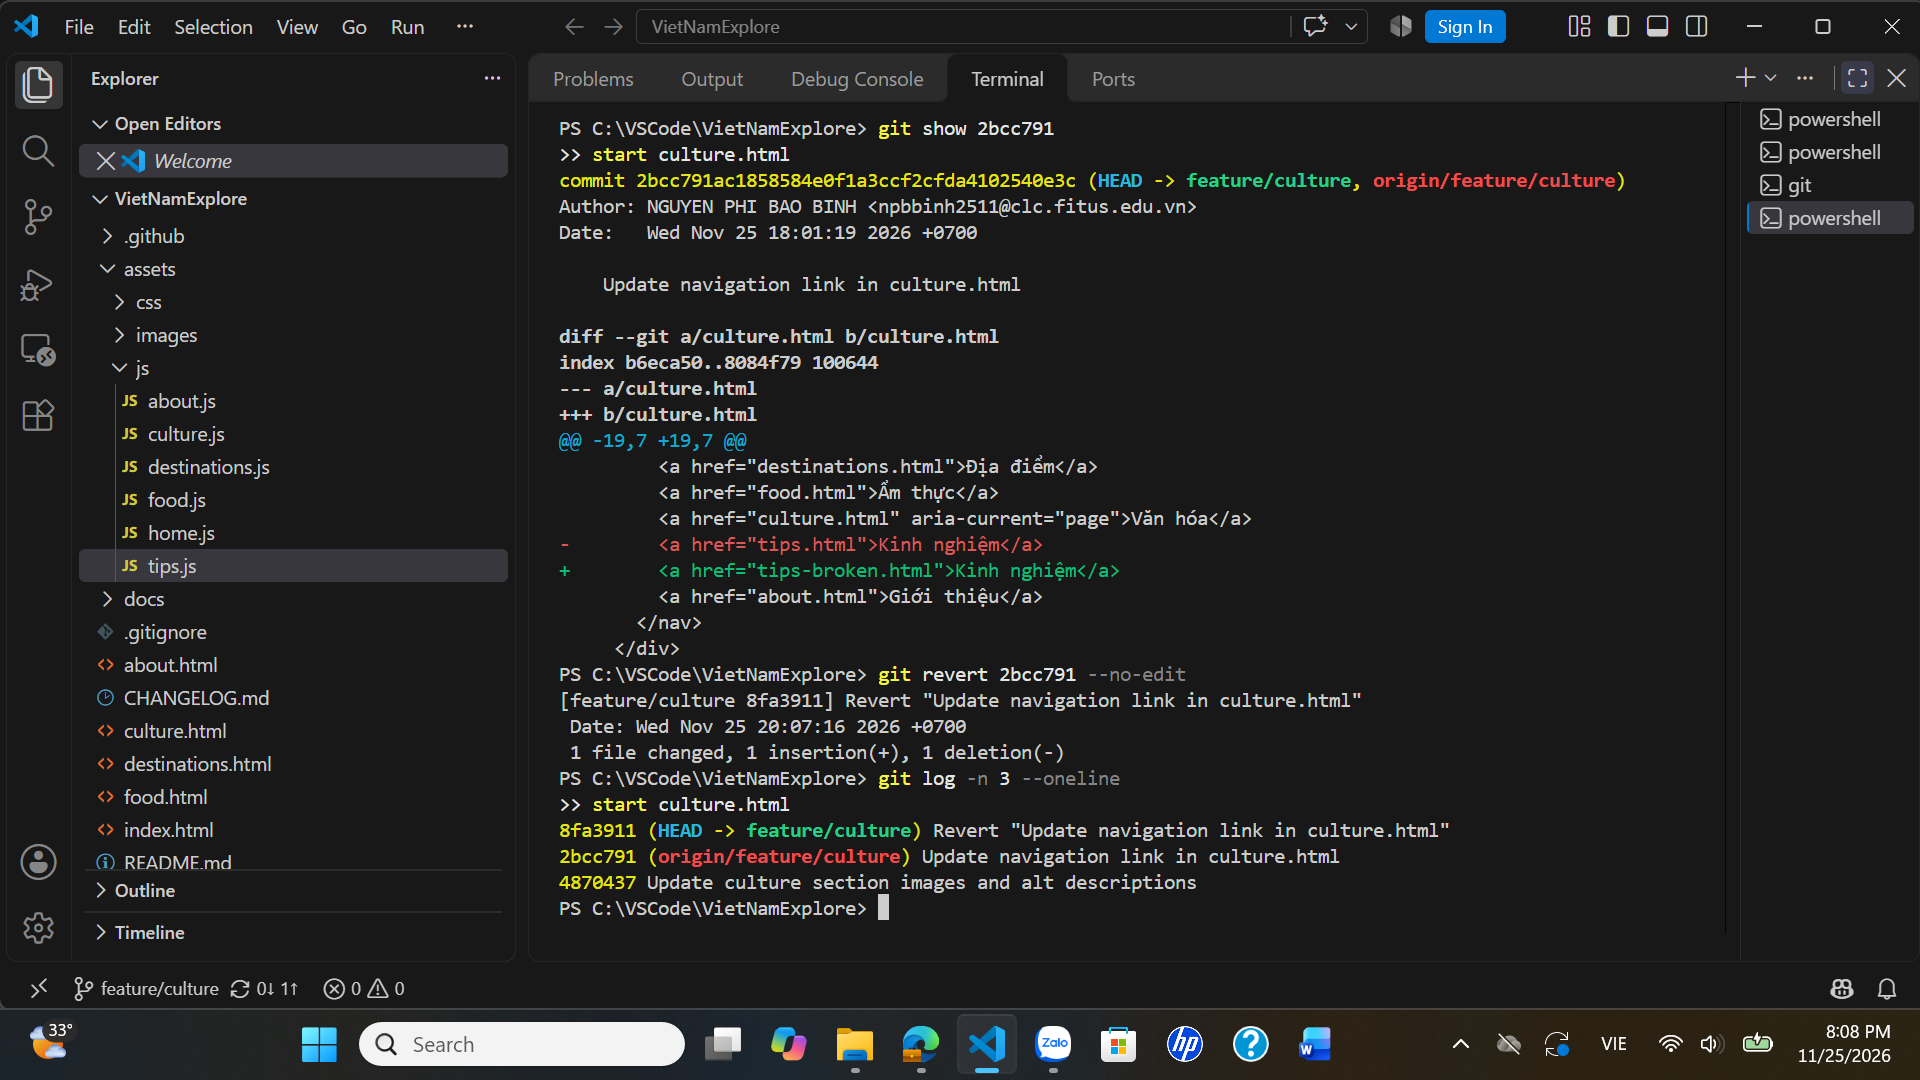 File Edit Selection View Go Run ···
VietNamExplore
Sign In
Explorer
Open Editors
Welcome
VietNamExplore
.github
assets
css
images
js
JS about.js
JS culture.js
JS destinations.js
JS food.js
JS home.js
JS tips.js
docs
.gitignore
about.html
CHANGELOG.md
culture.html
destinations.html
food.html
index.html
README.md
Outline
Timeline
Problems Output Debug Console Terminal Ports
PS C:\VSCode\VietNamExplore> git show 2bcc791
>> start culture.html
commit 2bcc791ac1858584e0f1a3ccf2cfda4102540e3c (HEAD -> feature/culture, origin/feature/culture)
Author: NGUYEN PHI BAO BINH <npbbinh2511@clc.fitus.edu.vn>
Date:   Wed Nov 25 18:01:19 2026 +0700
Update navigation link in culture.html
diff --git a/culture.html b/culture.html
index b6eca50..8084f79 100644
--- a/culture.html
+++ b/culture.html
@@ -19,7 +19,7 @@
<a href="destinations.html">Địa điểm</a>
<a href="food.html">Ẩm thực</a>
<a href="culture.html" aria-current="page">Văn hóa</a>
-        <a href="tips.html">Kinh nghiệm</a>
+        <a href="tips-broken.html">Kinh nghiệm</a>
<a href="about.html">Giới thiệu</a>
</nav>
</div>
PS C:\VSCode\VietNamExplore> git revert 2bcc791 --no-edit
[feature/culture 8fa3911] Revert "Update navigation link in culture.html"
Date: Wed Nov 25 20:07:16 2026 +0700
1 file changed, 1 insertion(+), 1 deletion(-)
PS C:\VSCode\VietNamExplore> git log -n 3 --oneline
>> start culture.html
8fa3911 (HEAD -> feature/culture) Revert "Update navigation link in culture.html"
2bcc791 (origin/feature/culture) Update navigation link in culture.html
4870437 Update culture section images and alt descriptions
PS C:\VSCode\VietNamExplore>
powershell
powershell
git
powershell
feature/culture 0↓ 1↑ 0 0
33°
Search
Zalo
hp
VIE
8:08 PM
11/25/2026